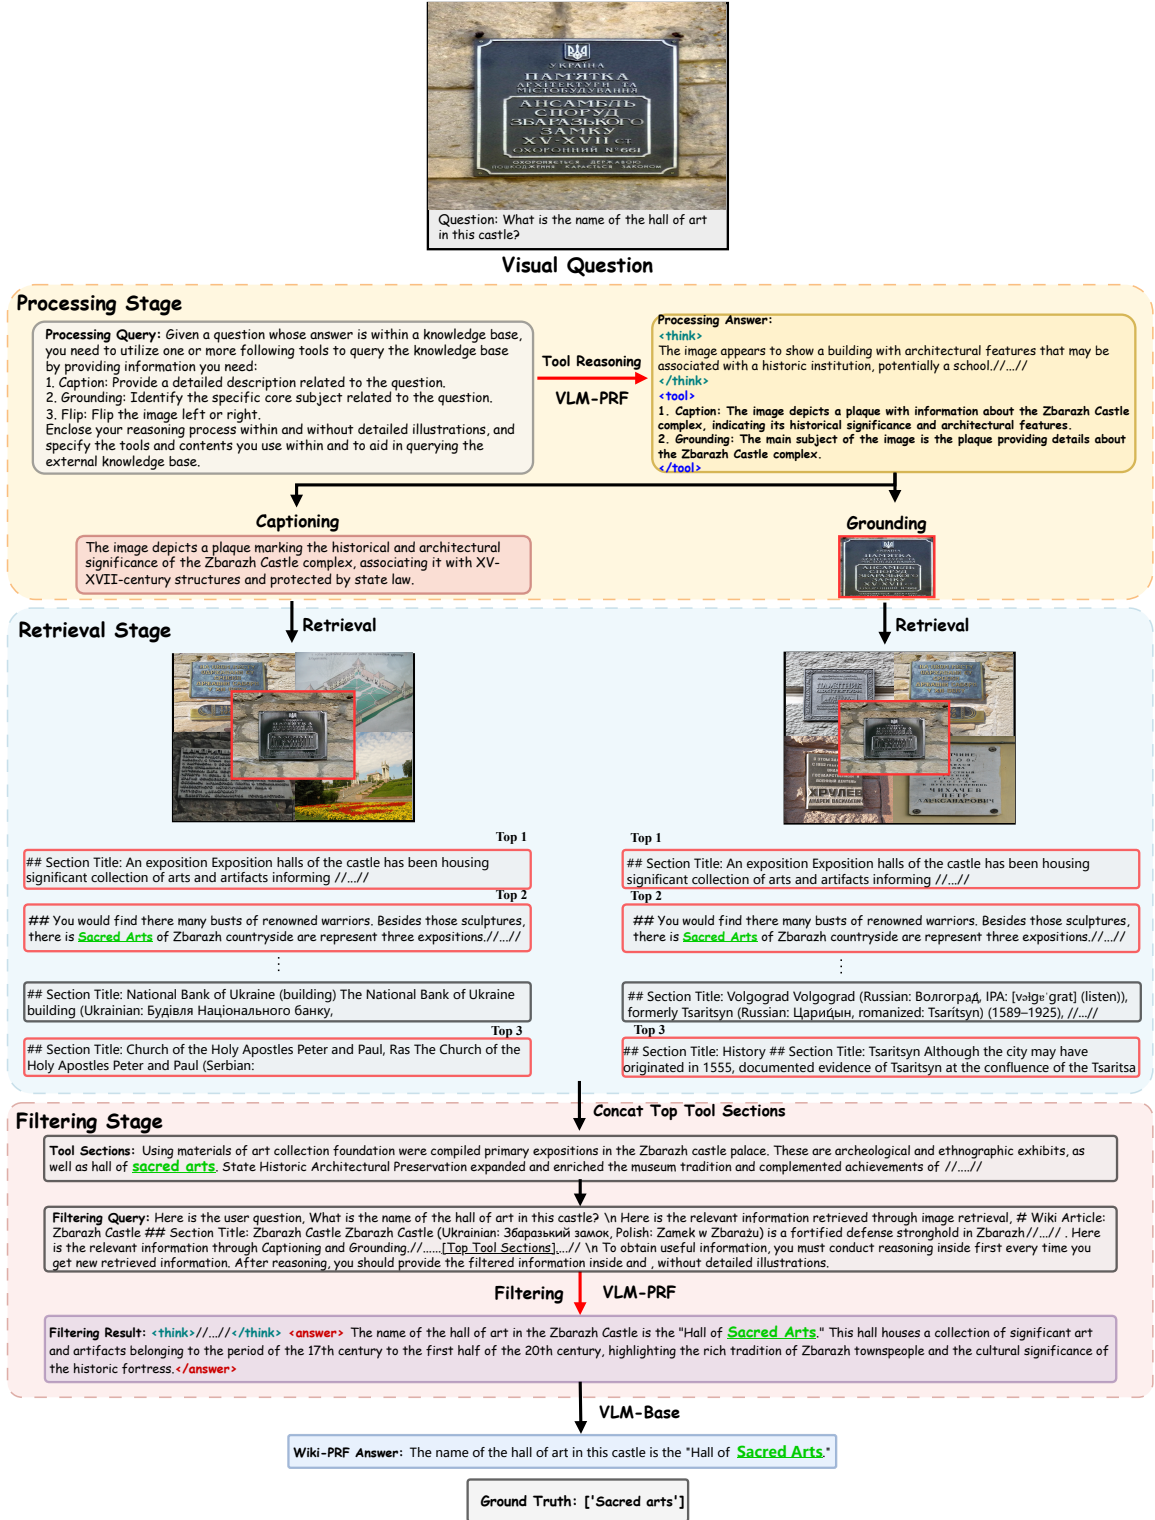 УКРАЇНА
ПАМ'ЯТКА
АРХІТЕКТУРИ ТА
МІСТОБУДУВАННЯ
АНСАМБЛЬ
СПОРУД
ЗБАРАЗЬКОГО
ЗАМКУ
XV-XVII ст
ОХОРОННИЙ №661
ОХОРОНЯЄТЬСЯ ДЕРЖАВОЮ
ПОШКОДЖЕННЯ КАРАЄТЬСЯ ЗАКОНОМ
Question: What is the name of the hall of art
in this castle?
Visual Question
Processing Stage
Processing Query: Given a question whose answer is within a knowledge base,
you need to utilize one or more following tools to query the knowledge base
by providing information you need:
1. Caption: Provide a detailed description related to the question.
2. Grounding: Identify the specific core subject related to the question.
3. Flip: Flip the image left or right.
Enclose your reasoning process within and without detailed illustrations, and
specify the tools and contents you use within and to aid in querying the
external knowledge base.
Tool Reasoning
VLM-PRF
Processing Answer:
<think>
The image appears to show a building with architectural features that may be
associated with a historic institution, potentially a school.//...//
</think>
<tool>
1. Caption: The image depicts a plaque with information about the Zbarazh Castle
complex, indicating its historical significance and architectural features.
2. Grounding: The main subject of the image is the plaque providing details about
the Zbarazh Castle complex.
</tool>
Captioning
The image depicts a plaque marking the historical and architectural
significance of the Zbarazh Castle complex, associating it with XV-
XVII-century structures and protected by state law.
Grounding
Retrieval Stage
Retrieval
Retrieval
ХРУЛЕВ
ЧИХАЧЕВ
ПЕТР
АЛЕКСАНДРОВИЧ
Top 1
## Section Title: An exposition Exposition halls of the castle has been housing
significant collection of arts and artifacts informing //...//
Top 2
## You would find there many busts of renowned warriors. Besides those sculptures,
there is Sacred Arts of Zbarazh countryside are represent three expositions.//...//
⋮
## Section Title: National Bank of Ukraine (building) The National Bank of Ukraine
building (Ukrainian: Будівля Національного банку,
Top 3
## Section Title: Church of the Holy Apostles Peter and Paul, Ras The Church of the
Holy Apostles Peter and Paul (Serbian:
Top 1
## Section Title: An exposition Exposition halls of the castle has been housing
significant collection of arts and artifacts informing //...//
Top 2
## You would find there many busts of renowned warriors. Besides those sculptures,
there is Sacred Arts of Zbarazh countryside are represent three expositions.//...//
⋮
## Section Title: Volgograd Volgograd (Russian: Волгоград, IPA: [vəlɡɐˈɡrat] (listen)),
formerly Tsaritsyn (Russian: Цари́цын, romanized: Tsaritsyn) (1589–1925), //...//
Top 3
## Section Title: History ## Section Title: Tsaritsyn Although the city may have
originated in 1555, documented evidence of Tsaritsyn at the confluence of the Tsaritsa
Concat Top Tool Sections
Filtering Stage
Tool Sections: Using materials of art collection foundation were compiled primary expositions in the Zbarazh castle palace. These are archeological and ethnographic exhibits, as
well as hall of sacred arts. State Historic Architectural Preservation expanded and enriched the museum tradition and complemented achievements of //....//
Filtering Query: Here is the user question, What is the name of the hall of art in this castle? \n Here is the relevant information retrieved through image retrieval, # Wiki Article:
Zbarazh Castle ## Section Title: Zbarazh Castle Zbarazh Castle (Ukrainian: Збаразький замок, Polish: Zamek w Zbarażu) is a fortified defense stronghold in Zbarazh//...// . Here
is the relevant information through Captioning and Grounding.//......[Top Tool Sections]....// \n To obtain useful information, you must conduct reasoning inside first every time you
get new retrieved information. After reasoning, you should provide the filtered information inside and , without detailed illustrations.
Filtering
VLM-PRF
Filtering Result: <think>//...//</think> <answer> The name of the hall of art in the Zbarazh Castle is the "Hall of Sacred Arts." This hall houses a collection of significant art
and artifacts belonging to the period of the 17th century to the first half of the 20th century, highlighting the rich tradition of Zbarazh townspeople and the cultural significance of
the historic fortress.</answer>
VLM-Base
Wiki-PRF Answer: The name of the hall of art in this castle is the "Hall of Sacred Arts."
Ground Truth: ['Sacred arts']